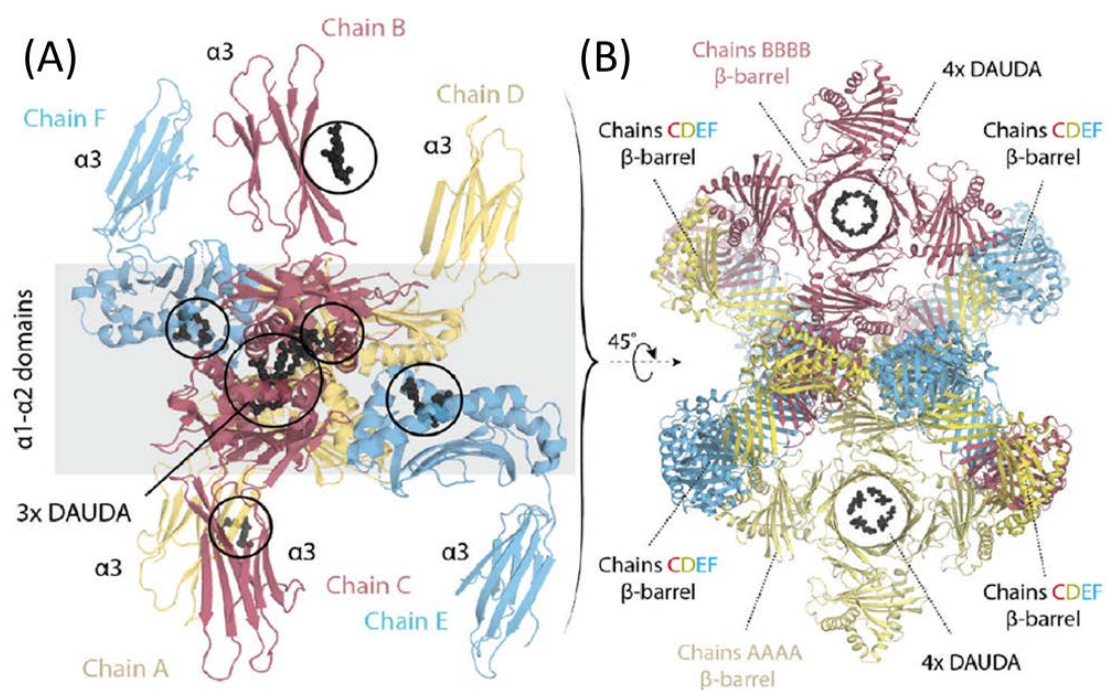 (A)
Chain B
α3
Chain D
Chain F
α3
α3
α1-α2 domains
3x DAUDA
α3
α3
α3
Chain C
Chain E
Chain A
(B)
Chains BBBB
β-barrel
4x DAUDA
Chains CDEF
β-barrel
Chains CDEF
β-barrel
45°
Chains CDEF
β-barrel
Chains CDEF
β-barrel
Chains AAAA
β-barrel
4x DAUDA